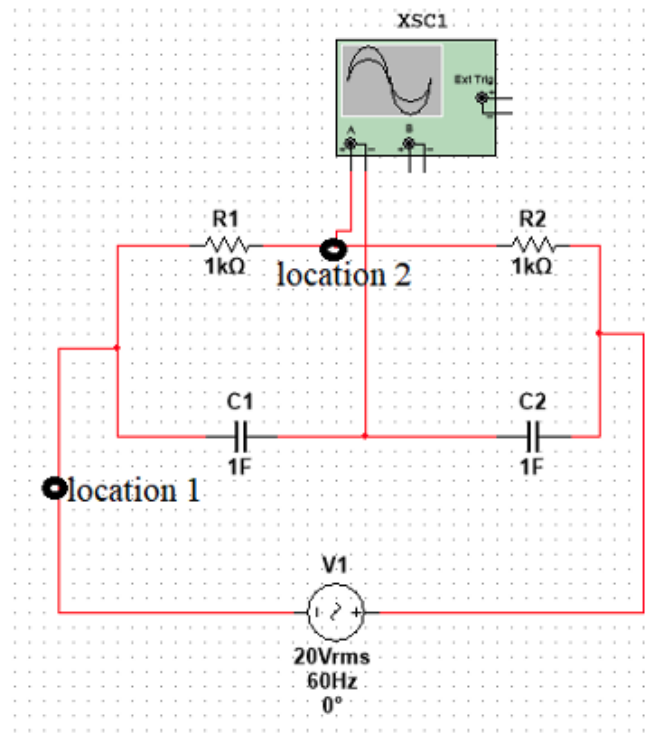 XSC1
Ext Trig
+
-
A
B
+ - + -
R1
1kΩ
location 2
R2
1kΩ
C1
1F
C2
1F
location 1
V1
+
20Vrms
60Hz
0°